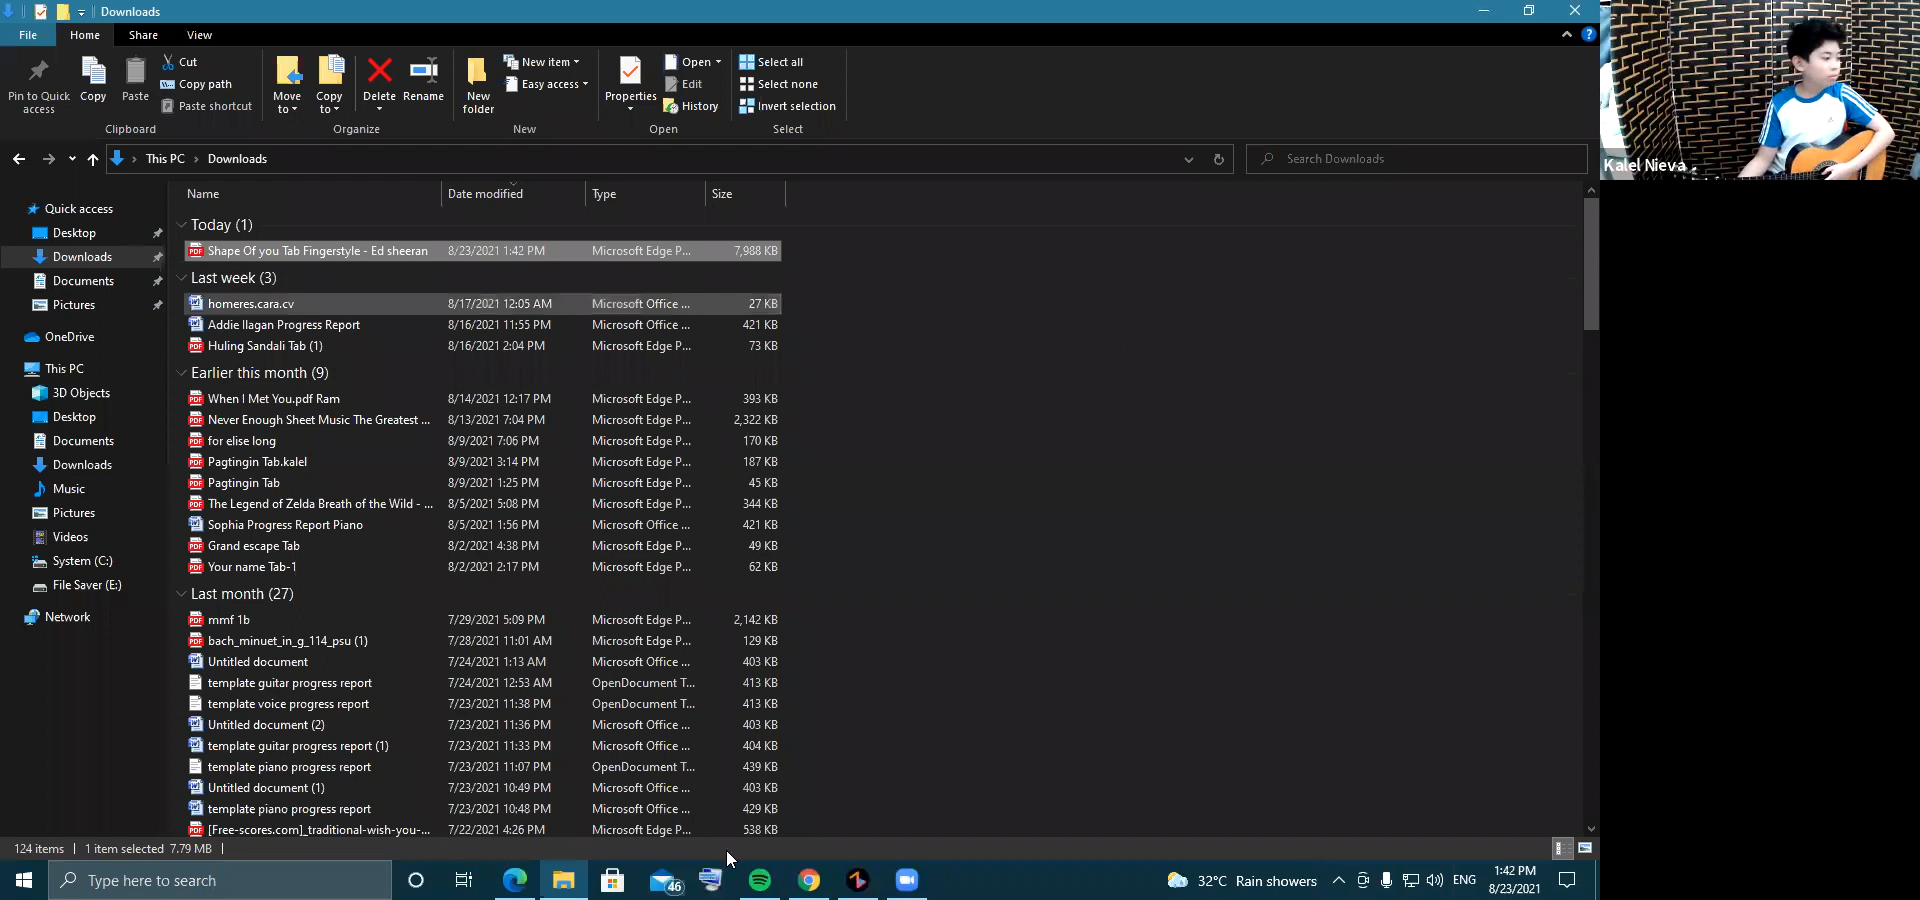 Downloads
File Home Share View
Pin to Quick access
Copy
Paste
Cut
Copy path
Paste shortcut
Clipboard
Move to
Copy to
Delete
Rename
Organize
New folder
New item
Easy access
New
Properties
Open
Edit
History
Open
Select all
Select none
Invert selection
Select
This PC > Downloads
Search Downloads
Kalel Nieva
Quick access
Desktop
Downloads
Documents
Pictures
OneDrive
This PC
3D Objects
Desktop
Documents
Downloads
Music
Pictures
Videos
System (C:)
File Saver (E:)
Network
Name Date modified Type Size
Today (1)
Shape Of you Tab Fingerstyle - Ed sheeran 8/23/2021 1:42 PM Microsoft Edge P... 7,988 KB
Last week (3)
homeres.cara.cv 8/17/2021 12:05 AM Microsoft Office ... 27 KB
Addie Ilagan Progress Report 8/16/2021 11:55 PM Microsoft Office ... 421 KB
Huling Sandali Tab (1) 8/16/2021 2:04 PM Microsoft Edge P... 73 KB
Earlier this month (9)
When I Met You.pdf Ram 8/14/2021 12:17 PM Microsoft Edge P... 393 KB
Never Enough Sheet Music The Greatest ... 8/13/2021 7:04 PM Microsoft Edge P... 2,322 KB
for elise long 8/9/2021 7:06 PM Microsoft Edge P... 170 KB
Pagtingin Tab.kalel 8/9/2021 3:14 PM Microsoft Edge P... 187 KB
Pagtingin Tab 8/9/2021 1:25 PM Microsoft Edge P... 45 KB
The Legend of Zelda Breath of the Wild - ... 8/5/2021 5:08 PM Microsoft Edge P... 344 KB
Sophia Progress Report Piano 8/5/2021 1:56 PM Microsoft Office ... 421 KB
Grand escape Tab 8/2/2021 4:38 PM Microsoft Edge P... 49 KB
Your name Tab-1 8/2/2021 2:17 PM Microsoft Edge P... 62 KB
Last month (27)
mmf 1b 7/29/2021 5:09 PM Microsoft Edge P... 2,142 KB
bach_minuet_in_g_114_psu (1) 7/28/2021 11:01 AM Microsoft Edge P... 129 KB
Untitled document 7/24/2021 1:13 AM Microsoft Office ... 403 KB
template guitar progress report 7/24/2021 12:53 AM OpenDocument T... 413 KB
template voice progress report 7/23/2021 11:38 PM OpenDocument T... 413 KB
Untitled document (2) 7/23/2021 11:36 PM Microsoft Office ... 403 KB
template guitar progress report (1) 7/23/2021 11:33 PM Microsoft Office ... 404 KB
template piano progress report 7/23/2021 11:07 PM OpenDocument T... 439 KB
Untitled document (1) 7/23/2021 10:49 PM Microsoft Office ... 403 KB
template piano progress report 7/23/2021 10:48 PM Microsoft Office ... 429 KB
[Free-scores.com]_traditional-wish-you-... 7/22/2021 4:26 PM Microsoft Edge P... 538 KB
124 items 1 item selected 7.79 MB
Type here to search
46
32°C Rain showers
ENG
1:42 PM
8/23/2021